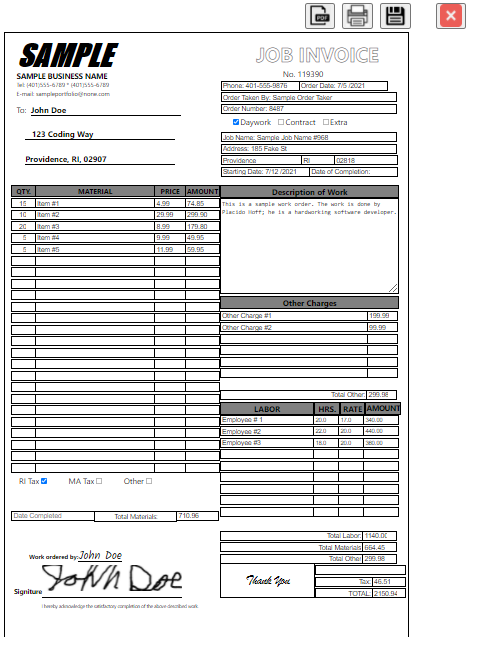 PDF
SAMPLE
SAMPLE BUSINESS NAME
Tel: (401)555-6789 * (401)555-6789
E-mail: sampleportfolio@none.com
To: John Doe
132 Coding Way
Providence, RI, 02907
JOB INVOICE
No. 119390
Phone: 401-555-9876 Order Date: 7/5 /2021
Order Taken By: Sample Order Taker
Order Number: 8487
Daywork Contract Extra
Job Name: Sample Job Name #968
Address: 185 Fake St
Providence RI 02818
Starting Date: 7/12 /2021 Date of Completion:
QTY. MATERIAL PRICE AMOUNT
15 Item #1 4.99 74.85
10 Item #2 29.99 299.90
20 Item #3 8.99 179.80
5 Item #4 9.99 49.95
5 Item #5 11.99 59.95
RI Tax MA Tax Other
Date Completed Total Materials: 710.96
Description of Work
This is a sample work order. The work is done by
Placido Hoff; he is a hardworking software developer.
Other Charges
Other Charge #1 199.99
Other Charge #2 99.99
Total Other: 299.98
LABOR HRS. RATE AMOUNT
Employee # 1 20.0 17.0 340.00
Employee #2 22.0 20.0 440.00
Employee #3 18.0 20.0 360.00
Total Labor: 1140.00
Total Materials: 664.45
Total Other: 299.98
Thank You
Tax: 46.51
TOTAL: 2150.94
Work ordered by: John Doe
Signature John Doe
I hereby acknowledge the satisfactory completion of the above described work